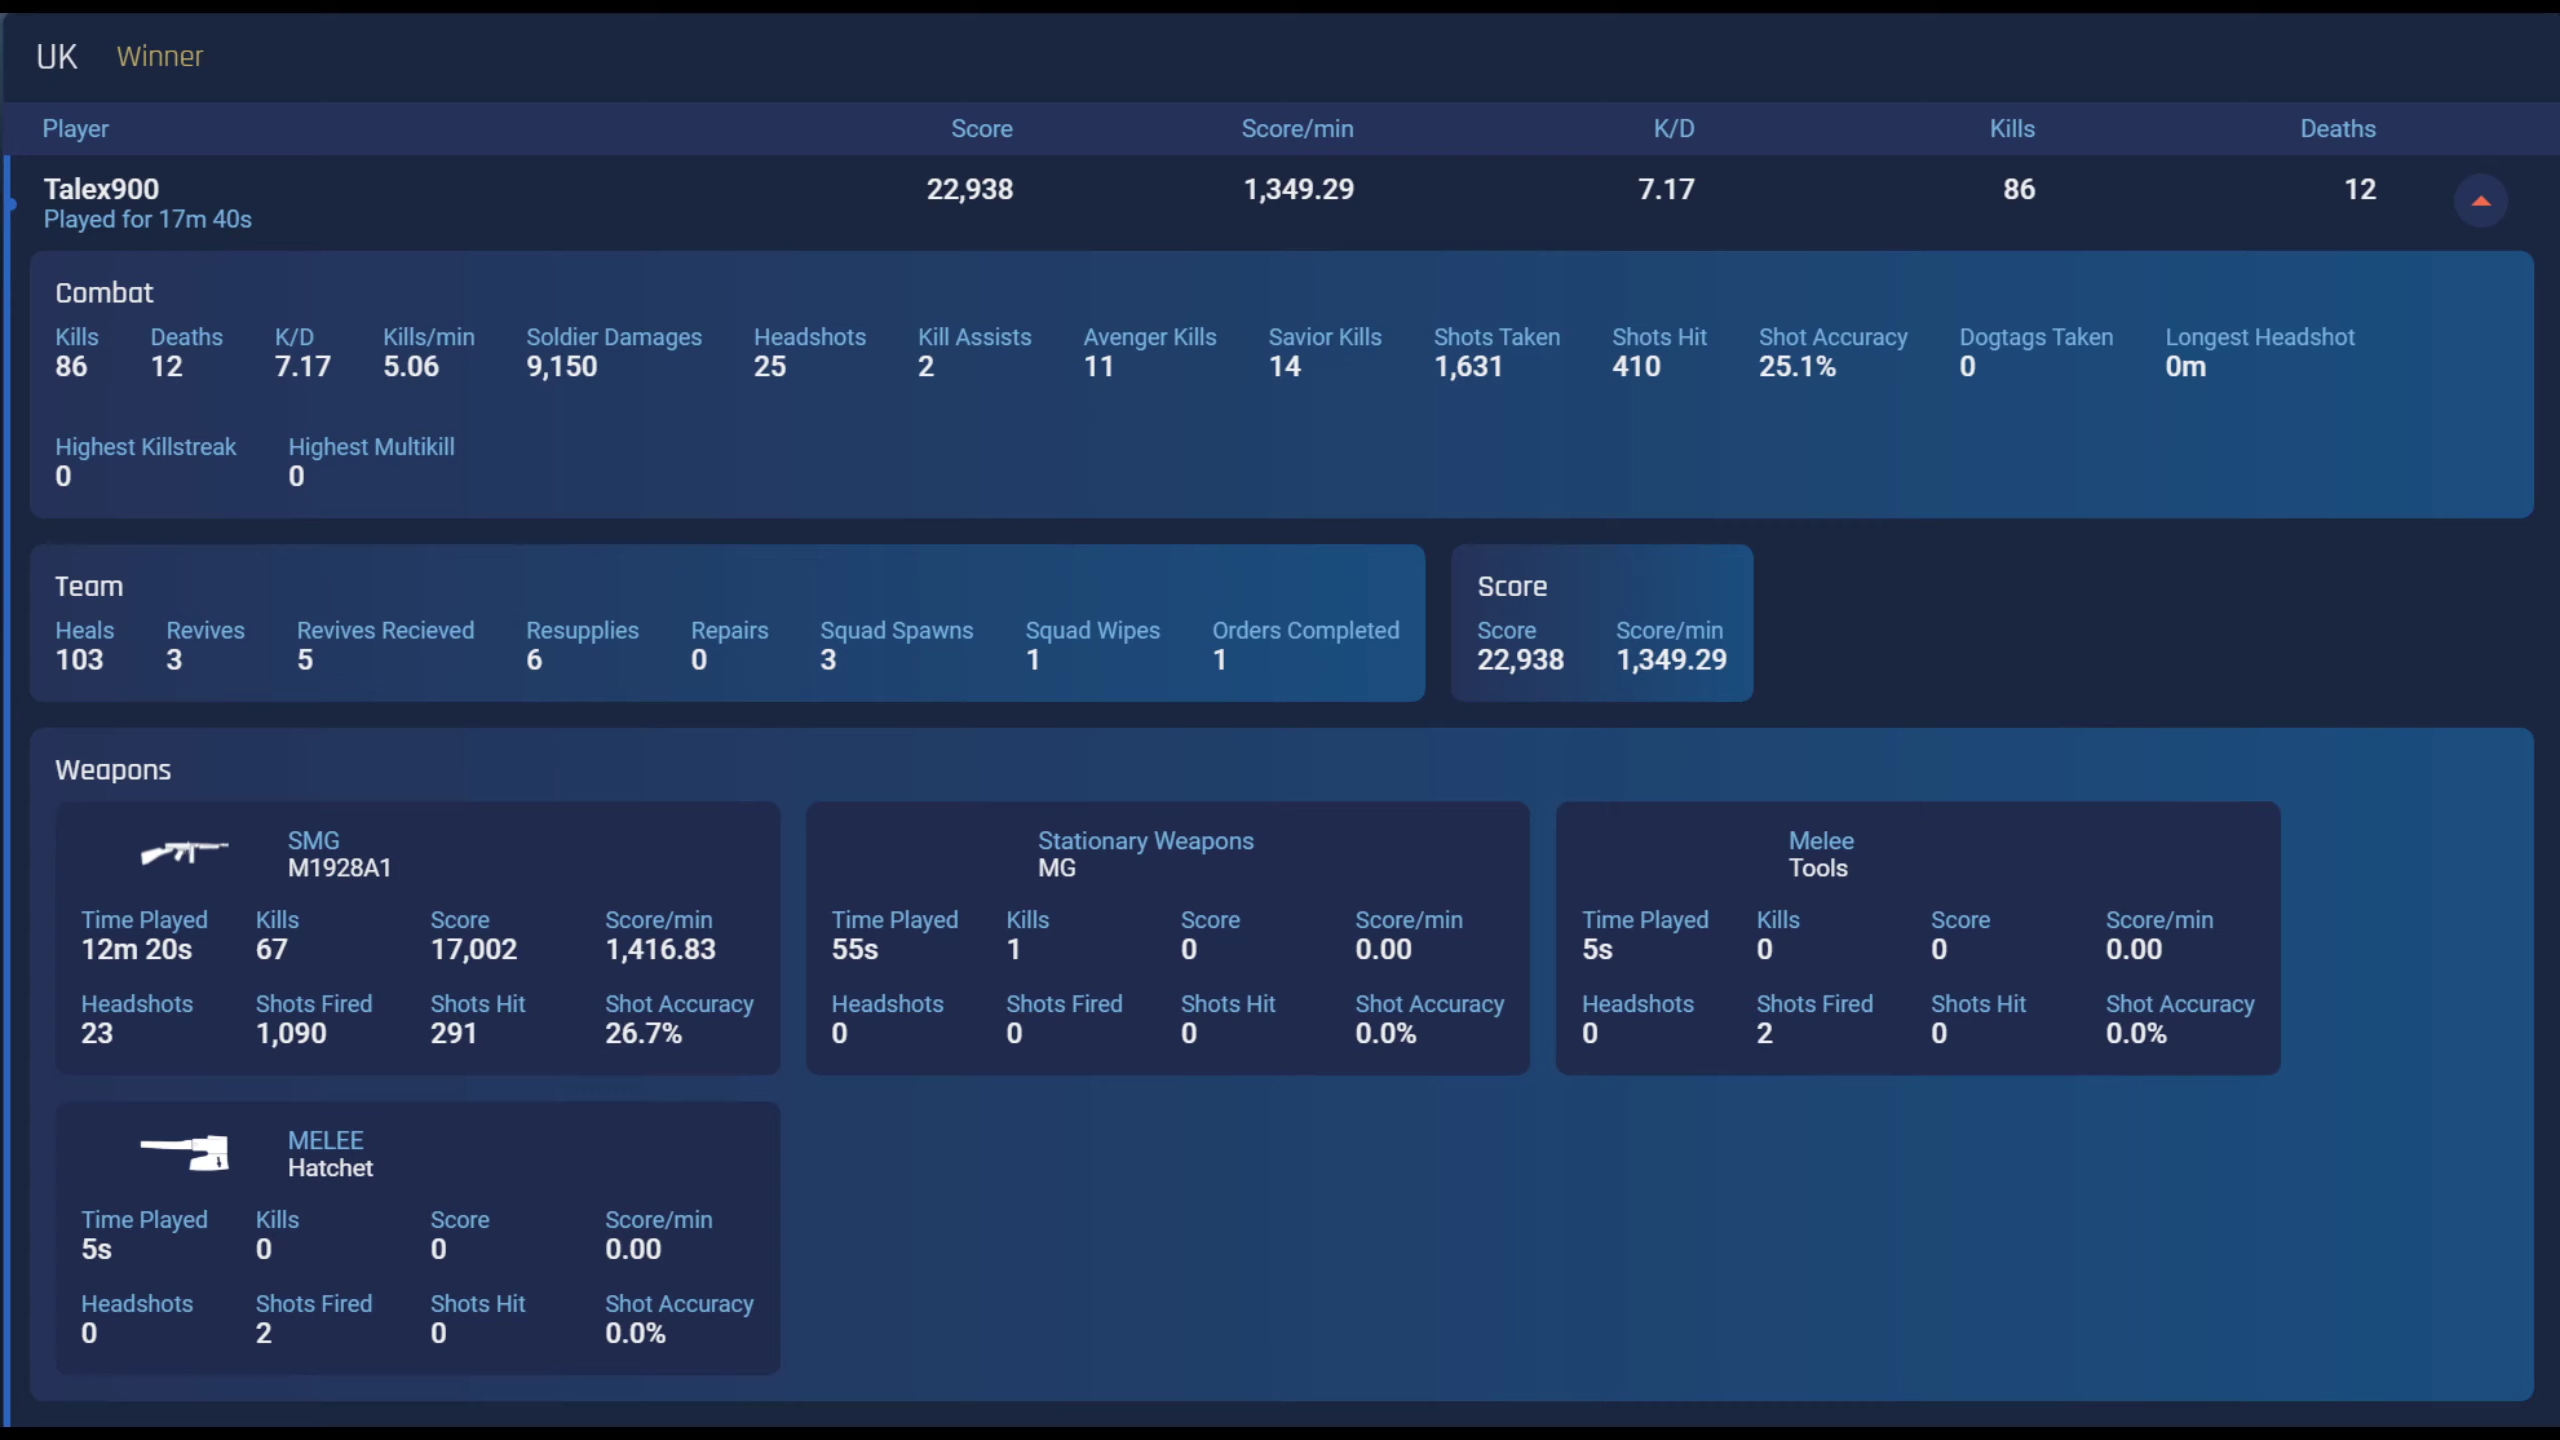 UK Winner
Player Score Score/min K/D Kills Deaths
Talex900 22,938 1,349.29 7.17 86 12
Played for 17m 40s
Combat
Kills Deaths K/D Kills/min Soldier Damages Headshots Kill Assists Avenger Kills Savior Kills Shots Taken Shots Hit Shot Accuracy Dogtags Taken Longest Headshot
86 12 7.17 5.06 9,150 25 2 11 14 1,631 410 25.1% 0 0m
Highest Killstreak Highest Multikill
0 0
Team
Heals Revives Revives Recieved Resupplies Repairs Squad Spawns Squad Wipes Orders Completed
103 3 5 6 0 3 1 1
Score
Score Score/min
22,938 1,349.29
Weapons
SMG
M1928A1
Time Played Kills Score Score/min
12m 20s 67 17,002 1,416.83
Headshots Shots Fired Shots Hit Shot Accuracy
23 1,090 291 26.7%
Stationary Weapons
MG
Time Played Kills Score Score/min
55s 1 0 0.00
Headshots Shots Fired Shots Hit Shot Accuracy
0 0 0 0.0%
Melee
Tools
Time Played Kills Score Score/min
5s 0 0 0.00
Headshots Shots Fired Shots Hit Shot Accuracy
0 2 0 0.0%
MELEE
Hatchet
Time Played Kills Score Score/min
5s 0 0 0.00
Headshots Shots Fired Shots Hit Shot Accuracy
0 2 0 0.0%